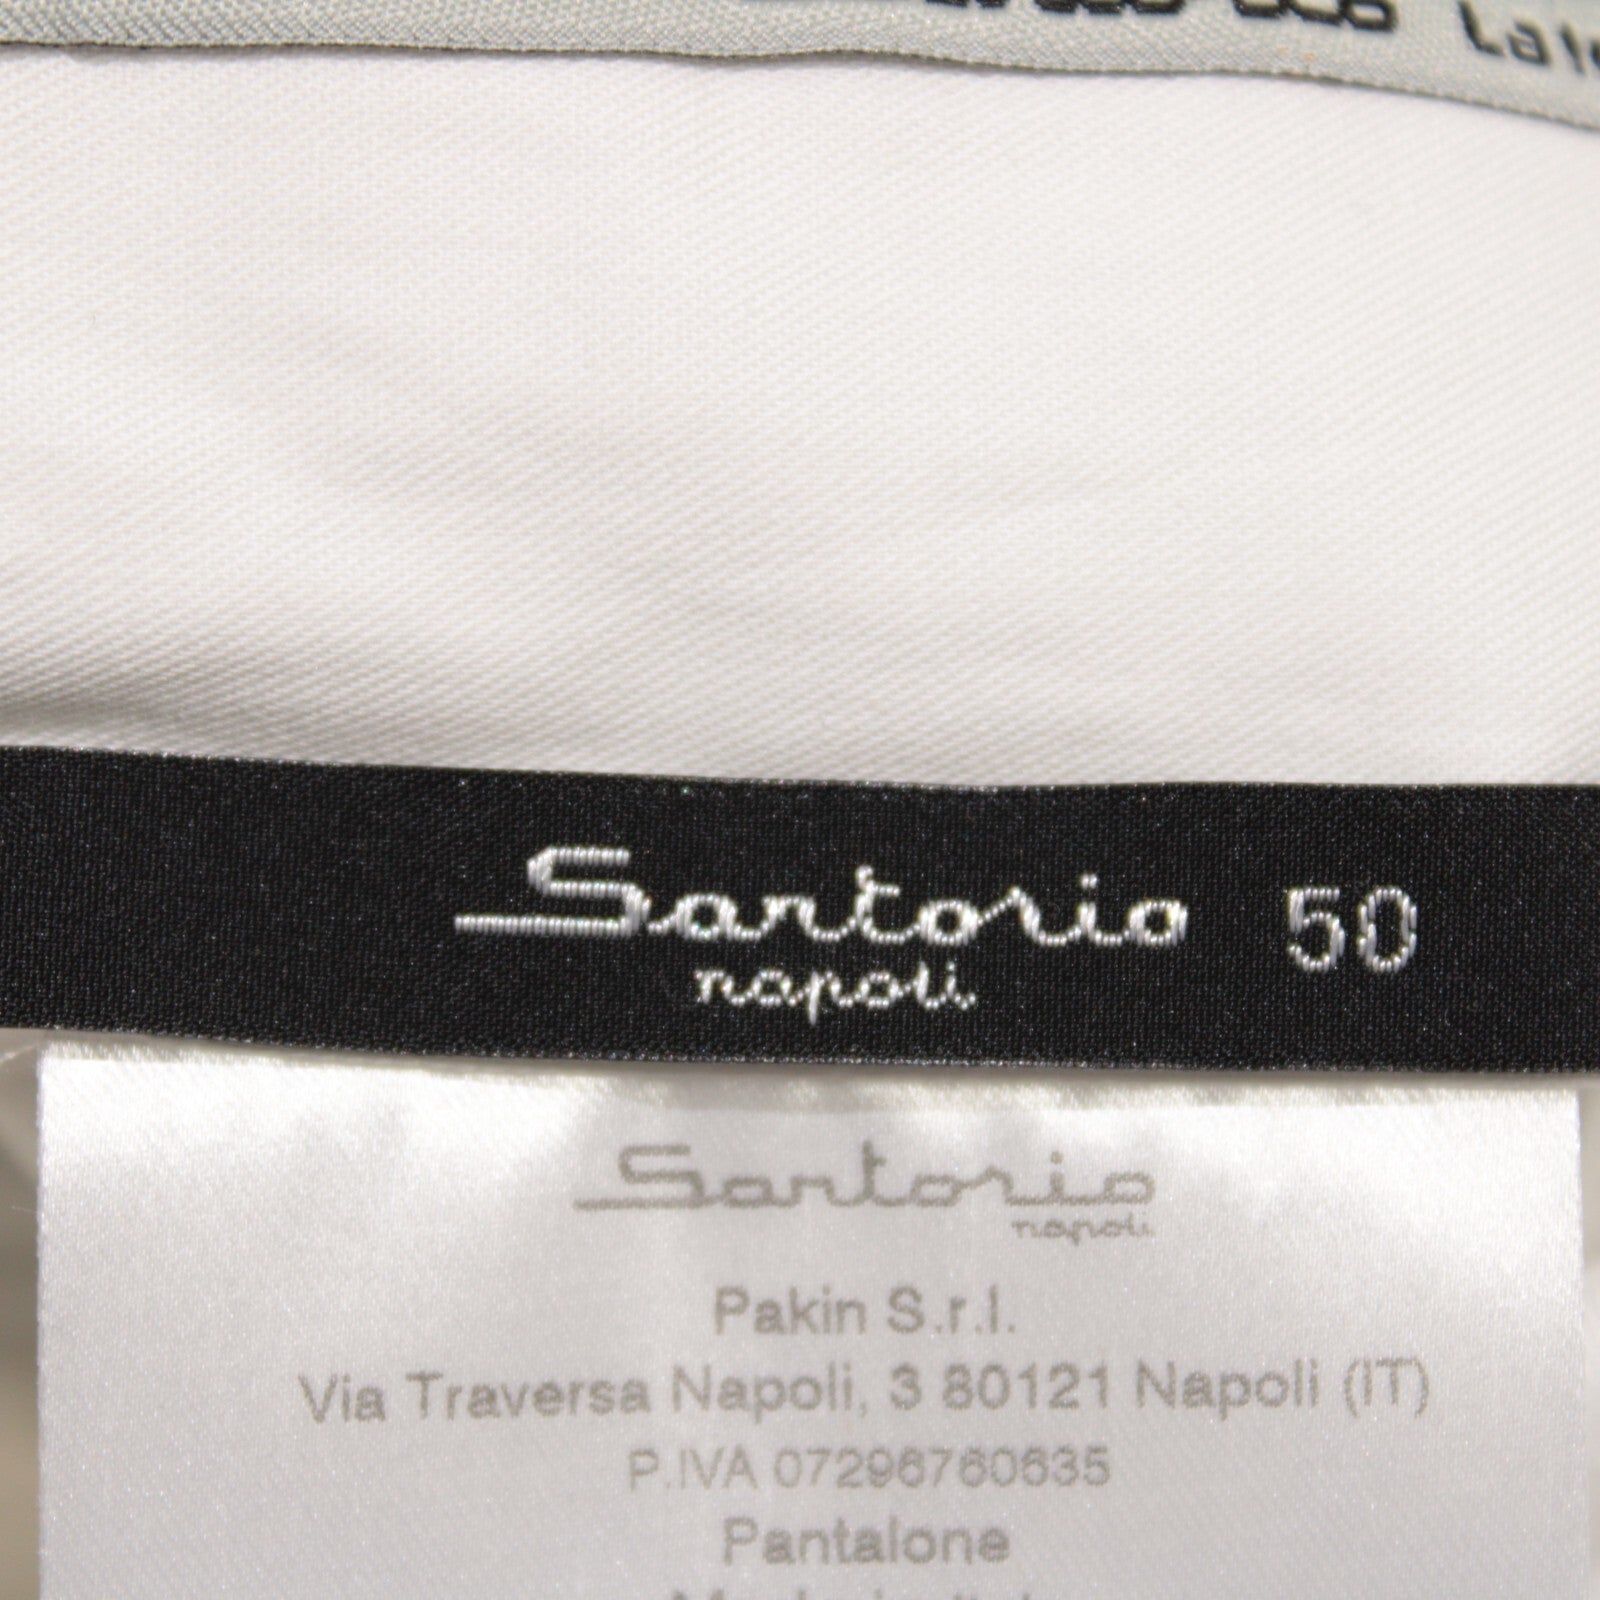 Sartorio 50
napoli
Sartorio
napoli
Pakin S.r.l.
Via Traversa Napoli, 3 80121 Napoli (IT)
P.IVA 07296760635
Pantalone